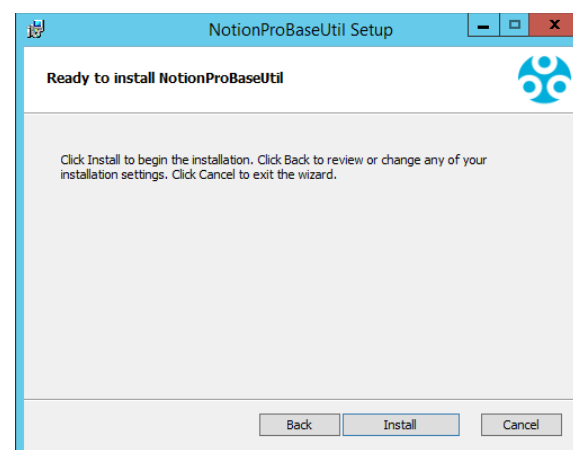 NotionProBaseUtil Setup
Ready to install NotionProBaseUtil
Click Install to begin the installation. Click Back to review or change any of your
installation settings. Click Cancel to exit the wizard.
Back Install Cancel